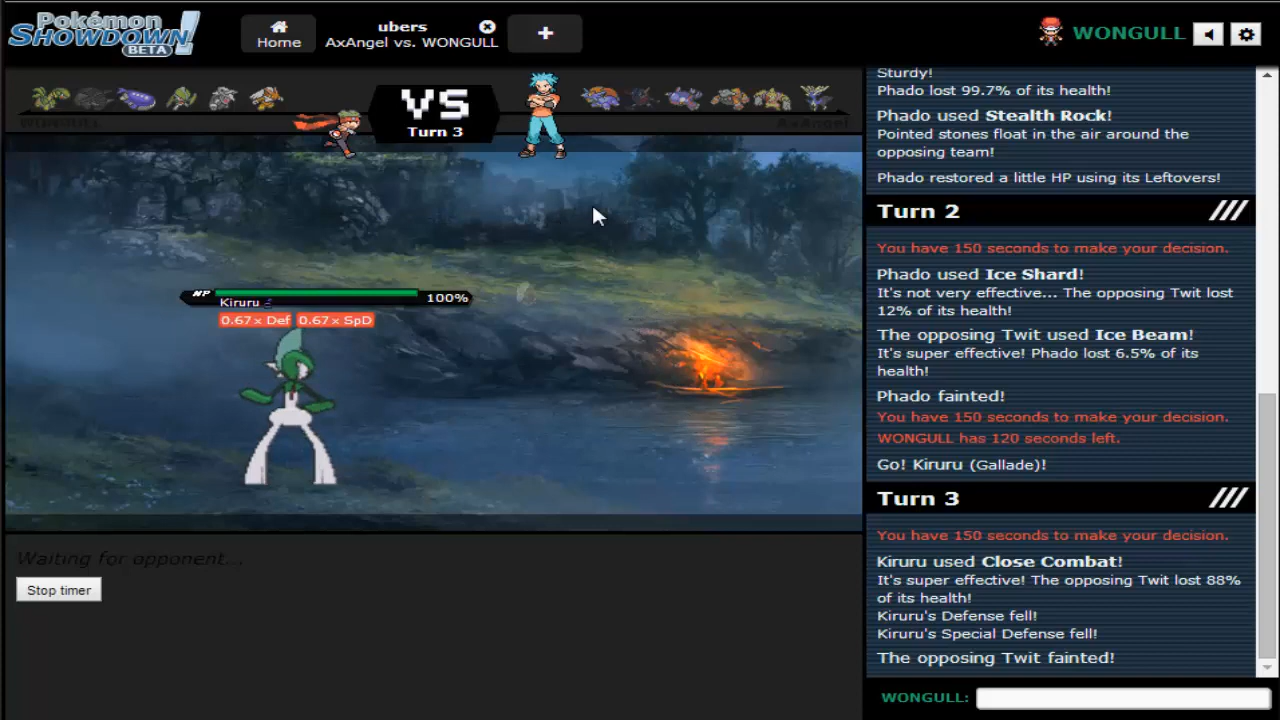 Pokémon
SHOWDOWN!
BETA
Home
ubers
AxAngel vs. WONGULL
+
WONGULL
WONGULL
VS
Turn 3
AxAngel
NP
Kiruru
100%
0.67× Def 0.67× SpD
Waiting for opponent...
Stop timer
Sturdy!
Phado lost 99.7% of its health!
Phado used Stealth Rock!
Pointed stones float in the air around the
opposing team!
Phado restored a little HP using its Leftovers!
Turn 2
You have 150 seconds to make your decision.
Phado used Ice Shard!
It's not very effective... The opposing Twit lost
12% of its health!
The opposing Twit used Ice Beam!
It's super effective! Phado lost 6.5% of its
health!
Phado fainted!
You have 150 seconds to make your decision.
WONGULL has 120 seconds left.
Go! Kiruru (Gallade)!
Turn 3
You have 150 seconds to make your decision.
Kiruru used Close Combat!
It's super effective! The opposing Twit lost 88%
of its health!
Kiruru's Defense fell!
Kiruru's Special Defense fell!
The opposing Twit fainted!
WONGULL: